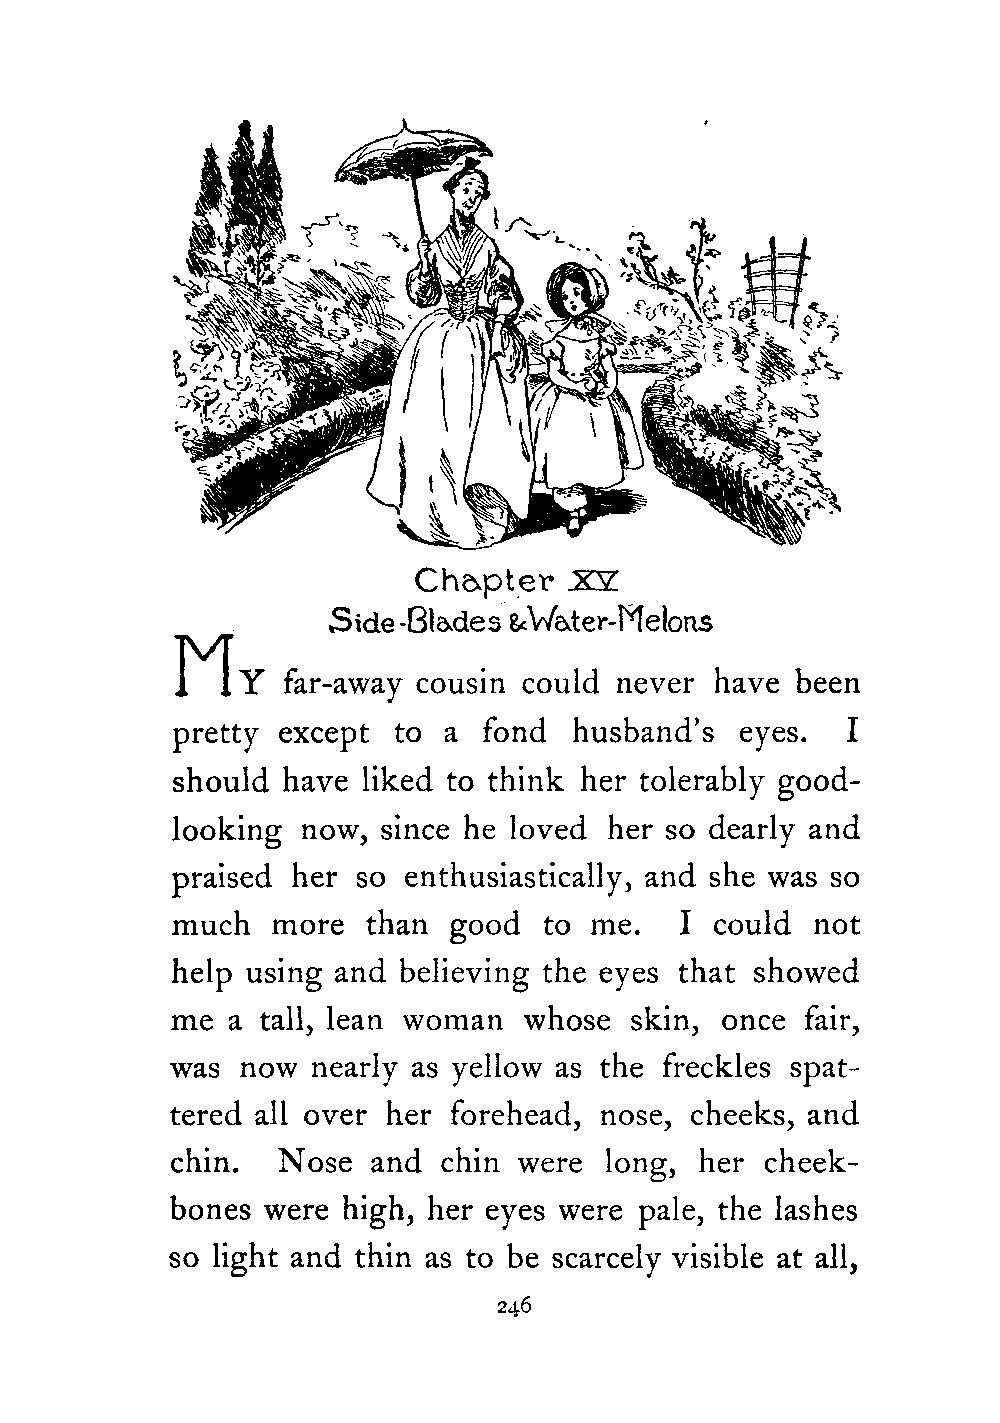 Chapter XV
Side-Blades & Water-Melons
MY far-away cousin could never have been
pretty except to a fond husband's eyes. I
should have liked to think her tolerably good-
looking now, since he loved her so dearly and
praised her so enthusiastically, and she was so
much more than good to me. I could not
help using and believing the eyes that showed
me a tall, lean woman whose skin, once fair,
was now nearly as yellow as the freckles spat-
tered all over her forehead, nose, cheeks, and
chin. Nose and chin were long, her cheek-
bones were high, her eyes were pale, the lashes
so light and thin as to be scarcely visible at all,
246